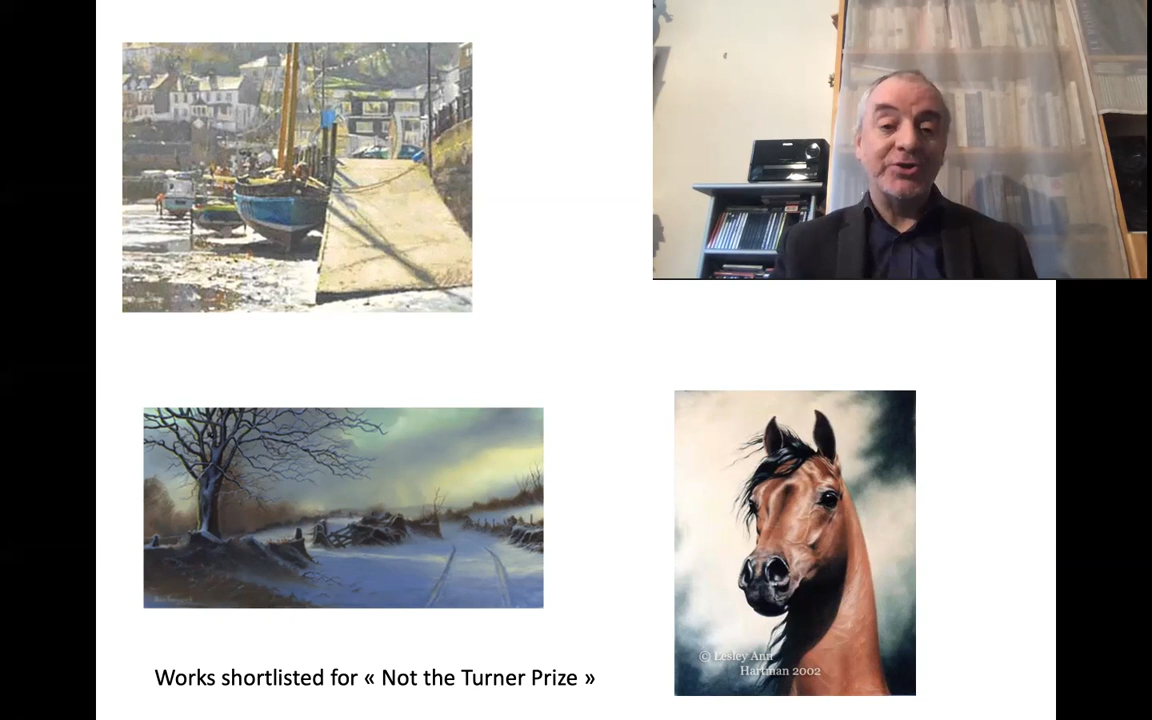 © Lesley Ann
Hartman 2002
Works shortlisted for « Not the Turner Prize »